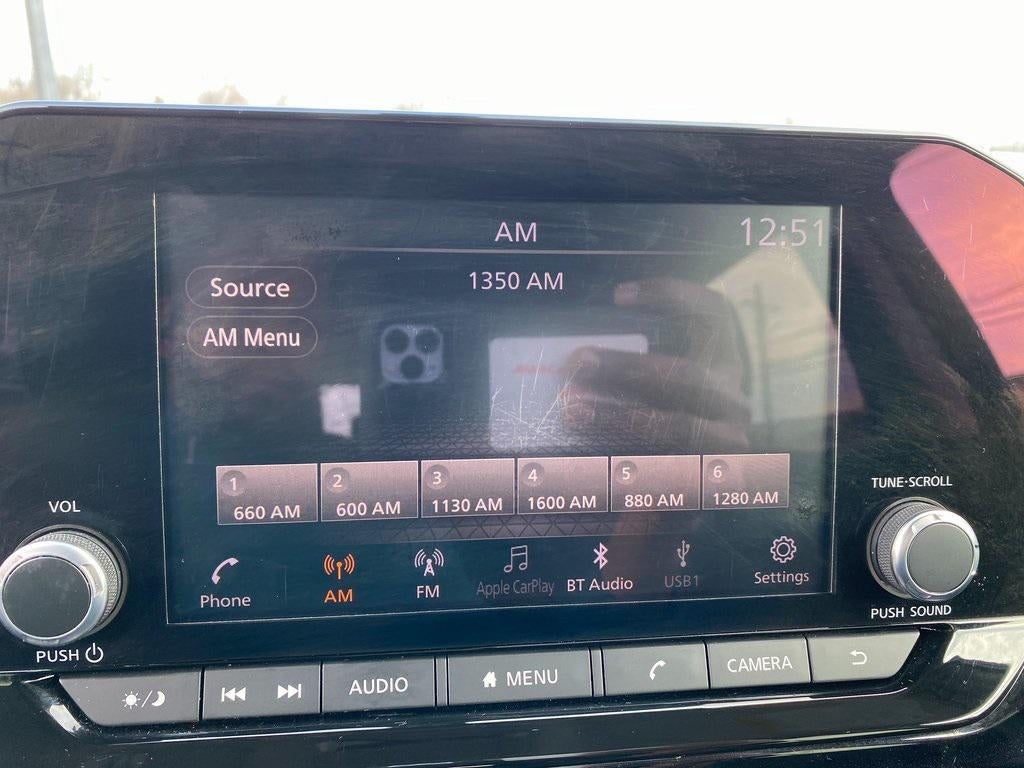 AM
12:51
1350 AM
Source
AM Menu
1
660 AM
2
600 AM
3
1130 AM
4
1600 AM
5
880 AM
6
1280 AM
Phone
AM
FM
Apple CarPlay
BT Audio
USB1
Settings
VOL
PUSH
TUNE·SCROLL
PUSH SOUND
AUDIO
MENU
CAMERA